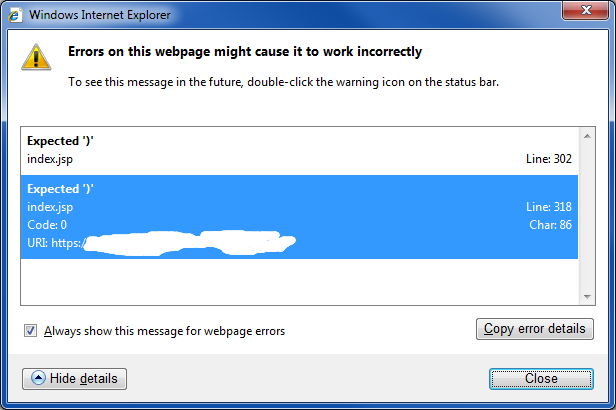 Windows Internet Explorer
Errors on this webpage might cause it to work incorrectly
To see this message in the future, double-click the warning icon on the status bar.
Expected ')'
index.jsp Line: 302
Expected ')'
index.jsp Line: 318
Code: 0 Char: 86
URI: https:/
Always show this message for webpage errors
Copy error details
Hide details Close